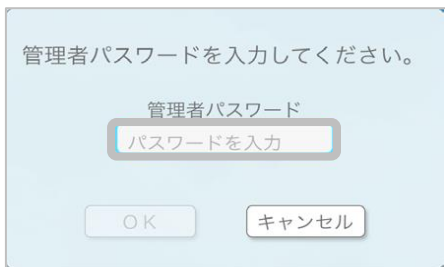 管理者パスワードを入力してください。
管理者パスワード
パスワードを入力
OK
キャンセル